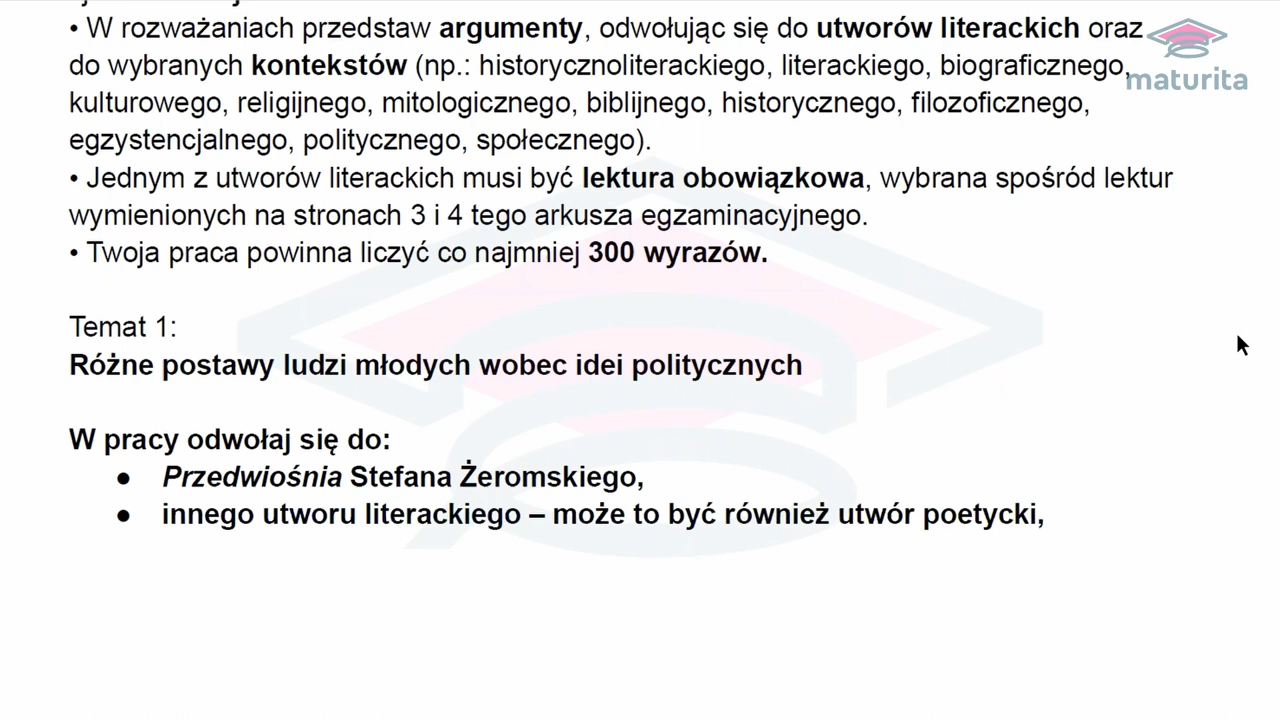 • W rozważaniach przedstaw argumenty, odwołując się do utworów literackich oraz
do wybranych kontekstów (np.: historycznoliterackiego, literackiego, biograficznego,
kulturowego, religijnego, mitologicznego, biblijnego, historycznego, filozoficznego,
egzystencjalnego, politycznego, społecznego).
• Jednym z utworów literackich musi być lektura obowiązkowa, wybrana spośród lektur
wymienionych na stronach 3 i 4 tego arkusza egzaminacyjnego.
• Twoja praca powinna liczyć co najmniej 300 wyrazów.
Temat 1:
Różne postawy ludzi młodych wobec idei politycznych
W pracy odwołaj się do:
● Przedwiośnia Stefana Żeromskiego,
● innego utworu literackiego – może to być również utwór poetycki,
maturita